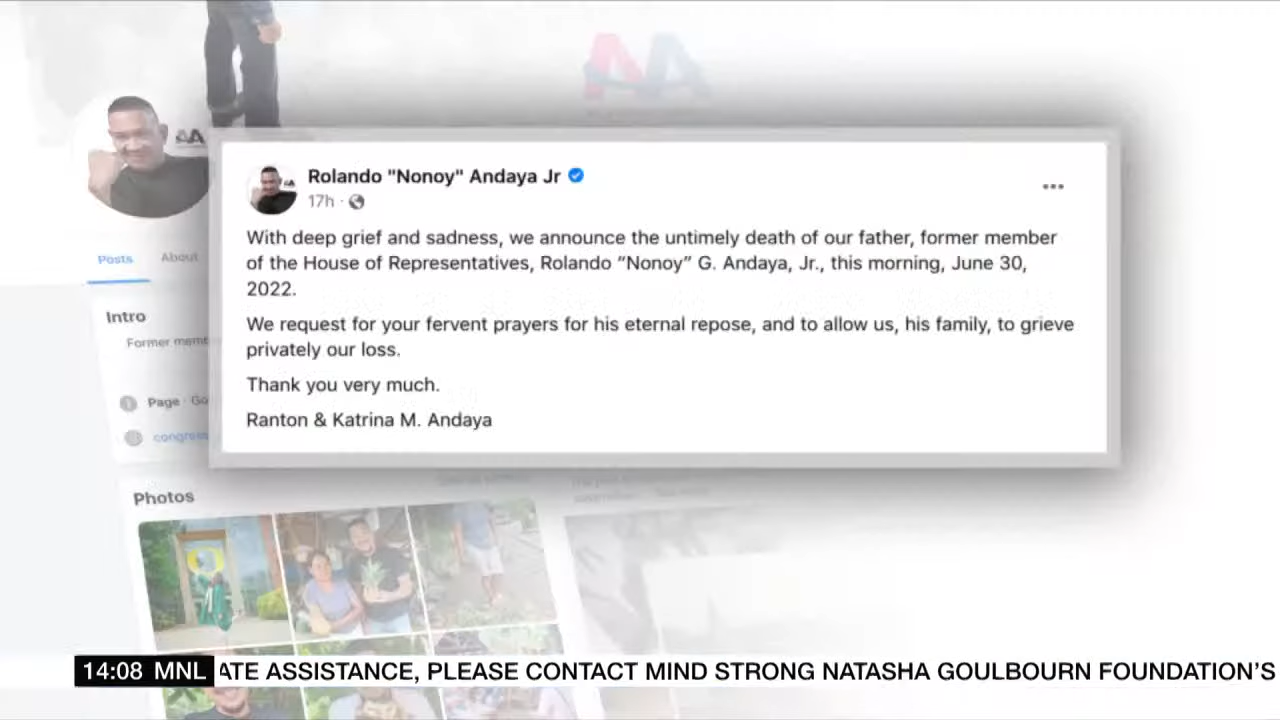 Rolando "Nonoy" Andaya Jr
17h ·
With deep grief and sadness, we announce the untimely death of our father, former member
of the House of Representatives, Rolando “Nonoy” G. Andaya, Jr., this morning, June 30,
2022.
We request for your fervent prayers for his eternal repose, and to allow us, his family, to grieve
privately our loss.
Thank you very much.
Ranton & Katrina M. Andaya
Posts About
Intro
Former
Page ·
Photos
14:08 MNL ATE ASSISTANCE, PLEASE CONTACT MIND STRONG NATASHA GOULBOURN FOUNDATION'S